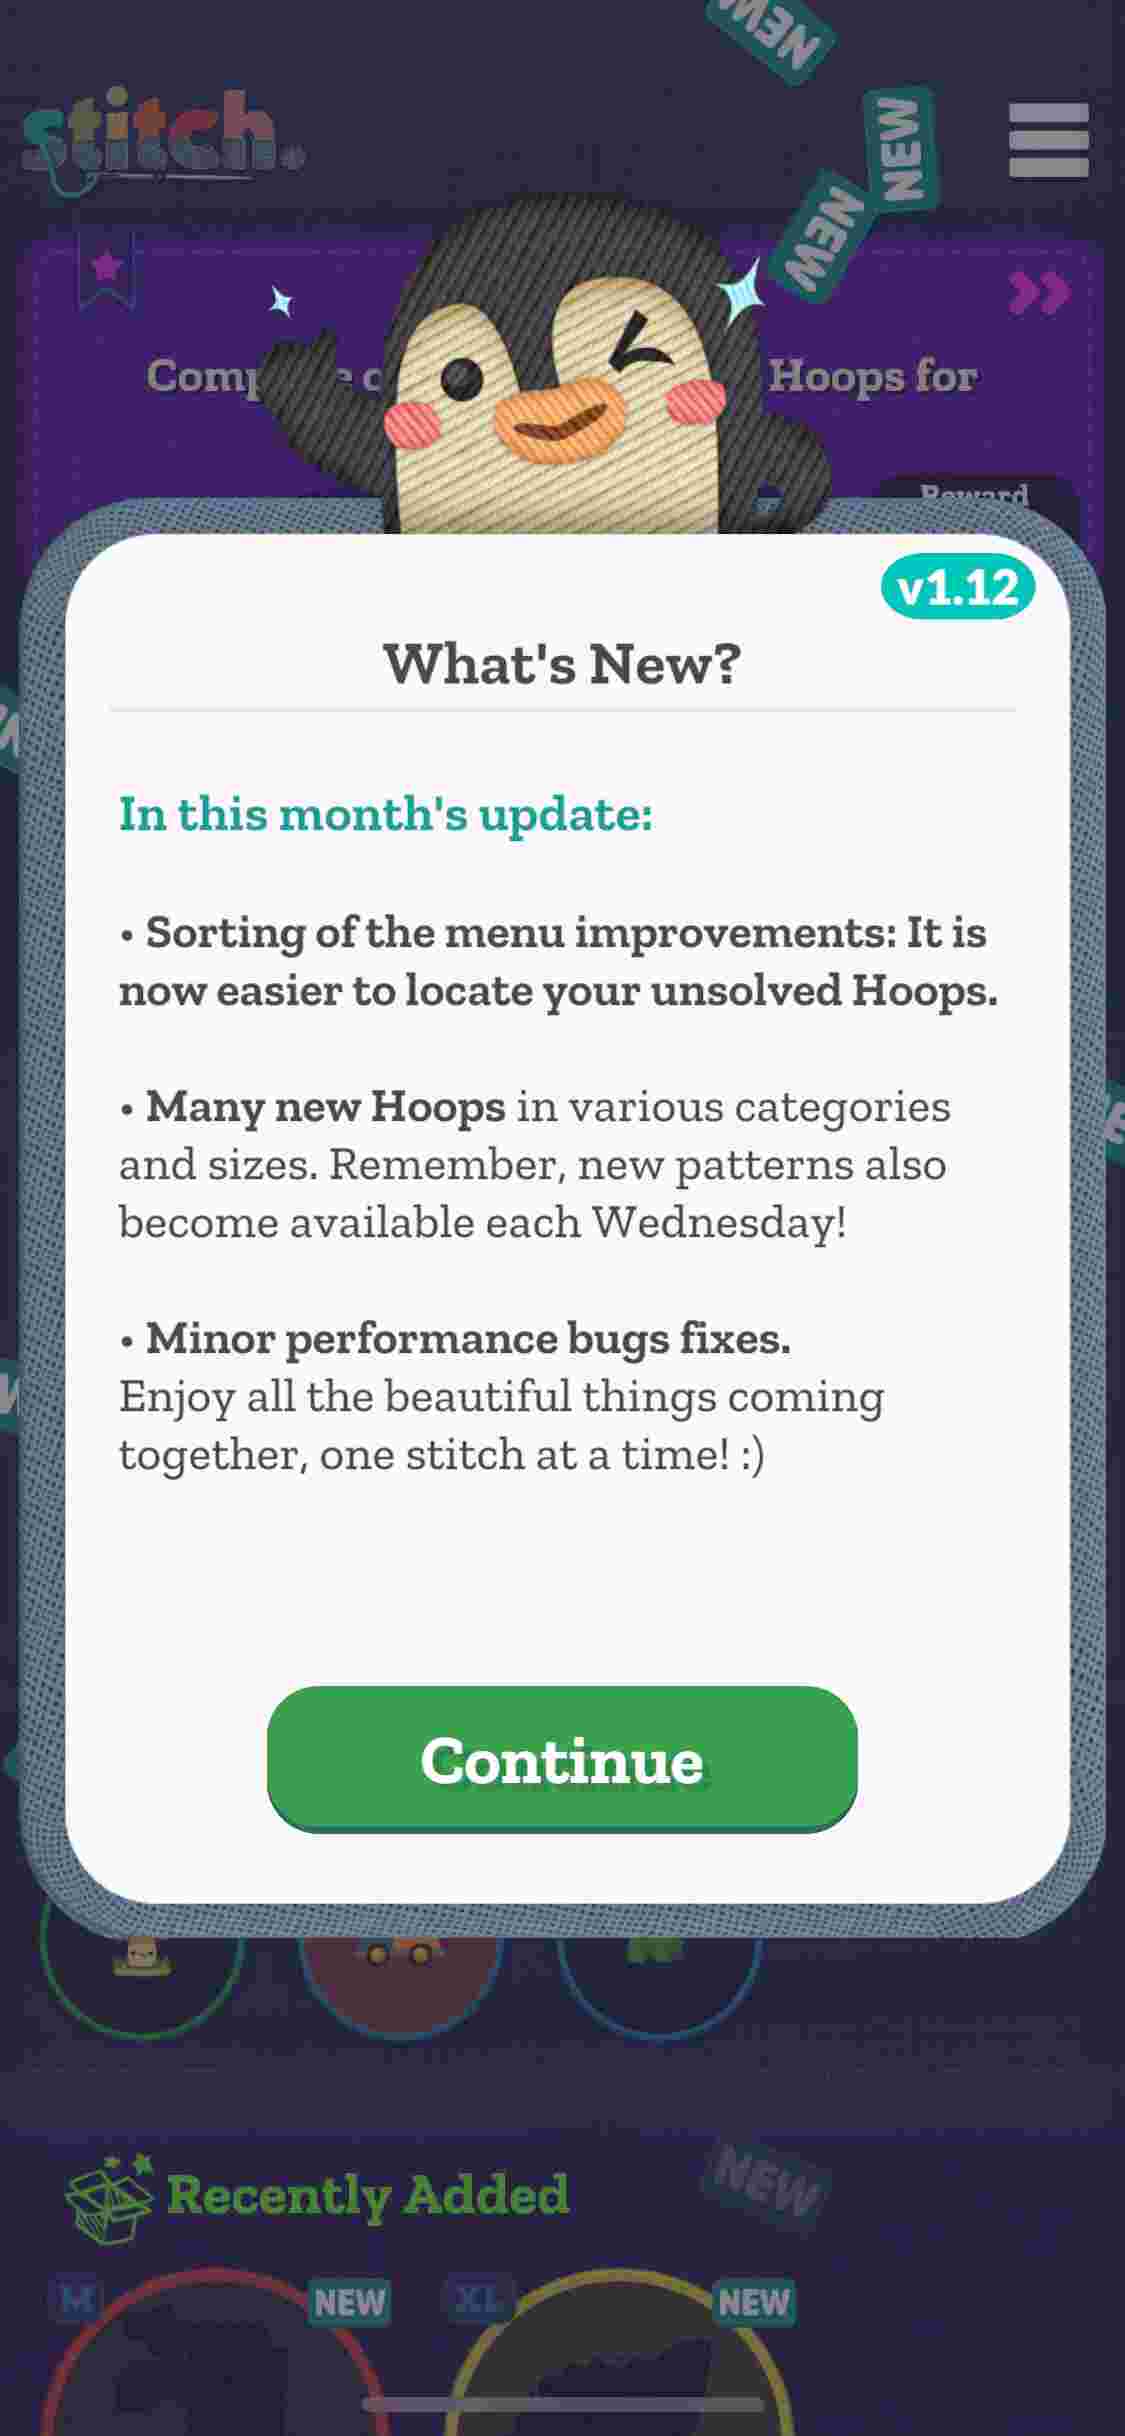 NEW
NEW
stitch.
NEW
Hoops for
Reward
v1.12
What's New?
In this month's update:
• Sorting of the menu improvements: It is
now easier to locate your unsolved Hoops.
• Many new Hoops in various categories
and sizes. Remember, new patterns also
become available each Wednesday!
• Minor performance bugs fixes.
Enjoy all the beautiful things coming
together, one stitch at a time! :)
Continue
Recently Added
NEW
M
NEW
XL
NEW